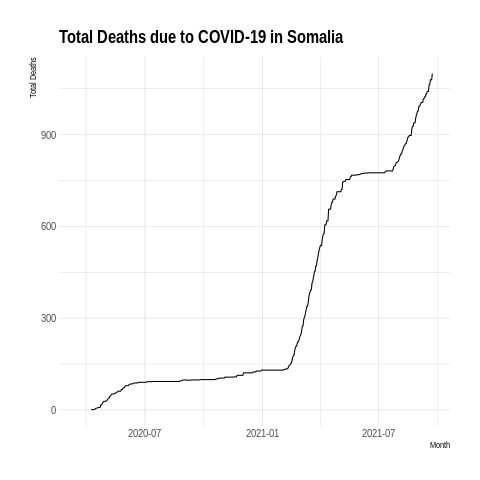 Total Deaths due to COVID-19 in Somalia
Total Deaths
900
600
300
0
2020-07
2021-01
2021-07
Month